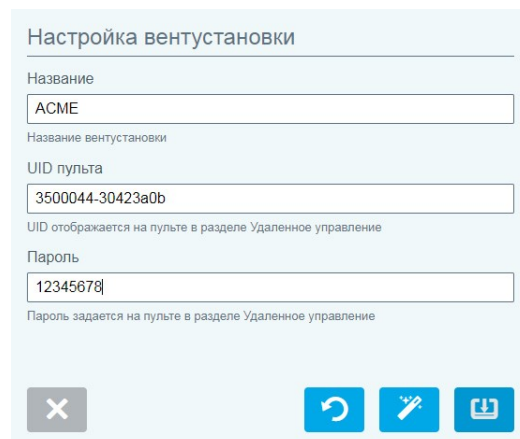 Настройка вентустановки
Название
ACME
Название вентустановки
UID пульта
3500044-30423a0b
UID отображается на пульте в разделе Удаленное управление
Пароль
12345678
Пароль задается на пульте в разделе Удаленное управление